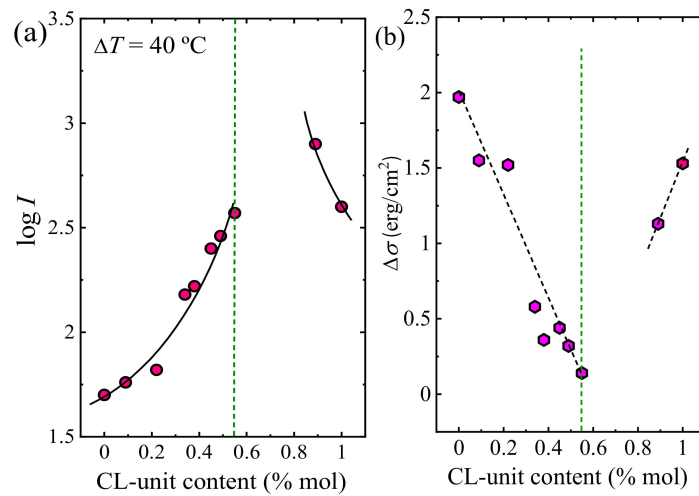 (a)
ΔT = 40 ºC
3.5
3
2.5
2
1.5
log I
0 0.2 0.4 0.6 0.8 1
CL-unit content (% mol)
(b)
2.5
2
1.5
1
0.5
0
Δσ (erg/cm²)
0 0.2 0.4 0.6 0.8 1
CL-unit content (% mol)